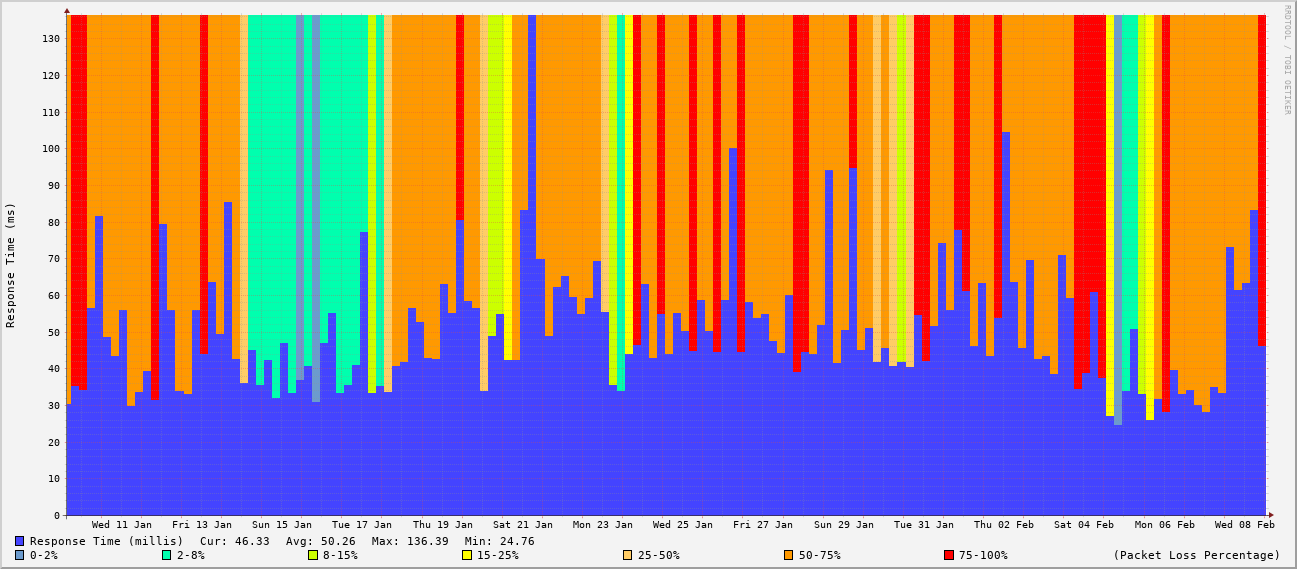 RRDTOOL / TOBI OETIKER
Response Time (ms)
130
120
110
100
90
80
70
60
50
40
30
20
10
0
Wed 11 Jan Fri 13 Jan Sun 15 Jan Tue 17 Jan Thu 19 Jan Sat 21 Jan Mon 23 Jan Wed 25 Jan Fri 27 Jan Sun 29 Jan Tue 31 Jan Thu 02 Feb Sat 04 Feb Mon 06 Feb Wed 08 Feb
Response Time (millis) Cur: 46.33 Avg: 50.26 Max: 136.39 Min: 24.76
0-2% 2-8% 8-15% 15-25% 25-50% 50-75% 75-100% (Packet Loss Percentage)